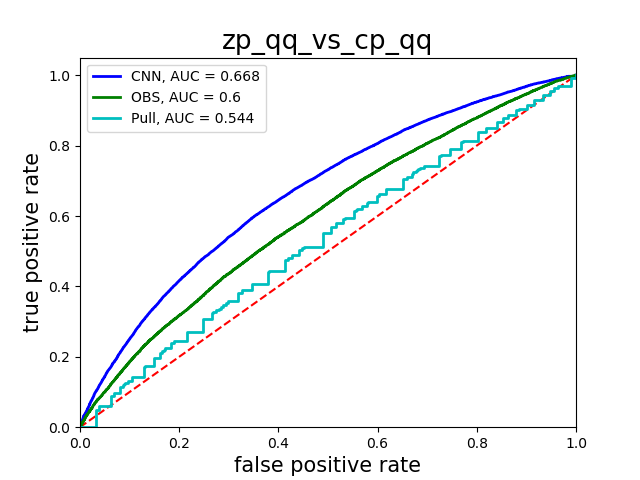 zp_qq_vs_cp_qq
CNN, AUC = 0.668
OBS, AUC = 0.6
Pull, AUC = 0.544
true positive rate
1.0
0.8
0.6
0.4
0.2
0.0
0.0 0.2 0.4 0.6 0.8 1.0
false positive rate